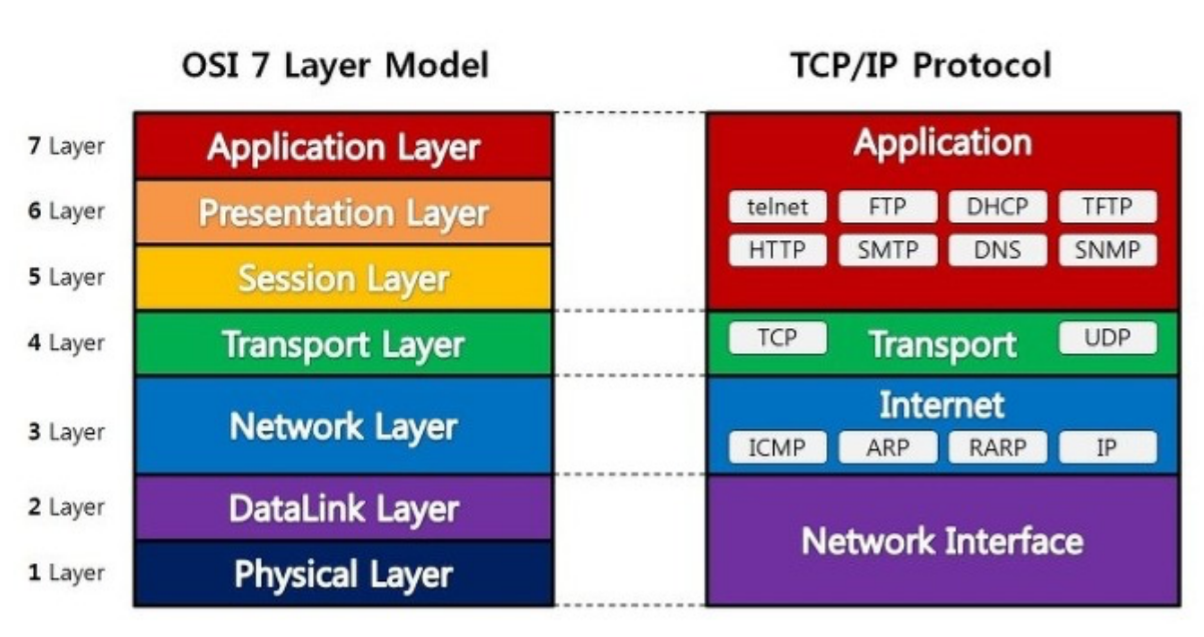 OSI 7 Layer Model
TCP/IP Protocol
7 Layer
Application Layer
Application
6 Layer
Presentation Layer
telnet FTP DHCP TFTP
HTTP SMTP DNS SNMP
5 Layer
Session Layer
4 Layer
Transport Layer
TCP Transport UDP
3 Layer
Network Layer
Internet
ICMP ARP RARP IP
2 Layer
DataLink Layer
Network Interface
1 Layer
Physical Layer